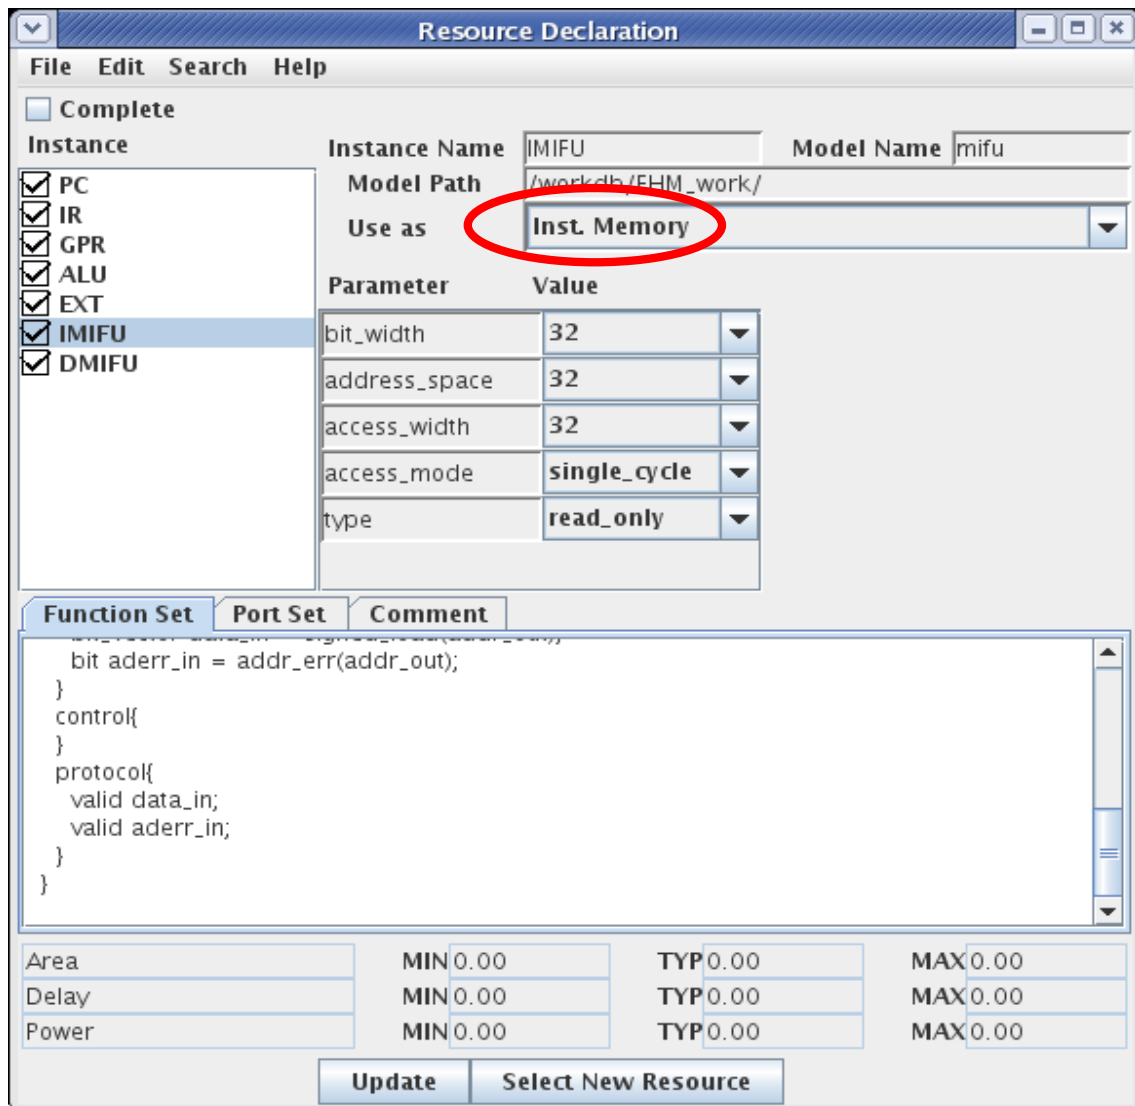 Resource Declaration
File Edit Search Help
Complete
Instance
Instance Name IMIFU Model Name mifu
Model Path /workdb/FHM_work/
Use as Inst. Memory
PC
IR
GPR
ALU
EXT
IMIFU
DMIFU
Parameter Value
bit_width 32
address_space 32
access_width 32
access_mode single_cycle
type read_only
Function Set Port Set Comment
bit aderr_in = addr_err(addr_out);
}
control{
}
protocol{
valid data_in;
valid aderr_in;
}
}
Area MIN 0.00 TYP 0.00 MAX 0.00
Delay MIN 0.00 TYP 0.00 MAX 0.00
Power MIN 0.00 TYP 0.00 MAX 0.00
Update Select New Resource